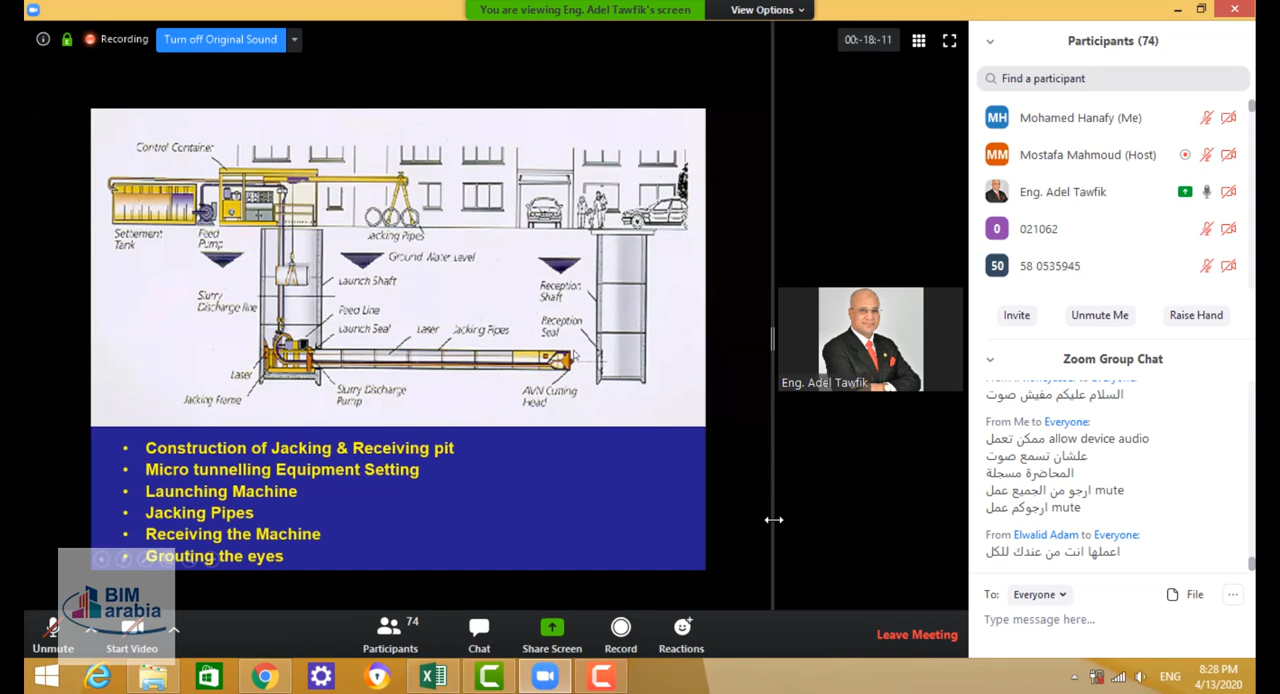 You are viewing Eng. Adel Tawfik's screen
View Options
Recording
Turn off Original Sound
00:-18:-11
Control Container
Settlement
Tank
Feed
Pump
Jacking Pipes
Ground Water Level
Slurry
Discharge line
Launch Shaft
Feed Line
Launch Seal
Laser
Jacking Pipes
Reception
Shaft
Reception
Seal
Laser
Jacking Frame
Slurry Discharge
Pump
AVN Cutting
Head
• Construction of Jacking & Receiving pit
• Micro tunnelling Equipment Setting
• Launching Machine
• Jacking Pipes
• Receiving the Machine
• Grouting the eyes
BIM
arabia
Eng. Adel Tawfik
Participants (74)
Find a participant
MH Mohamed Hanafy (Me)
MM Mostafa Mahmoud (Host)
Eng. Adel Tawfik
0 021062
50 58 0535945
Invite
Unmute Me
Raise Hand
Zoom Group Chat
السلام عليكم مفيش صوت
From Me to Everyone:
ممكن تعمل allow device audio
علشان تسمع صوت
المحاضرة مسجلة
ارجو من الجميع عمل mute
ارجوكم عمل mute
From Elwalid Adam to Everyone:
اعملها انت من عندك للكل
To: Everyone
File
Type message here...
Unmute
Start Video
74
Participants
Chat
Share Screen
Record
Reactions
Leave Meeting
ENG
8:28 PM
4/13/2020